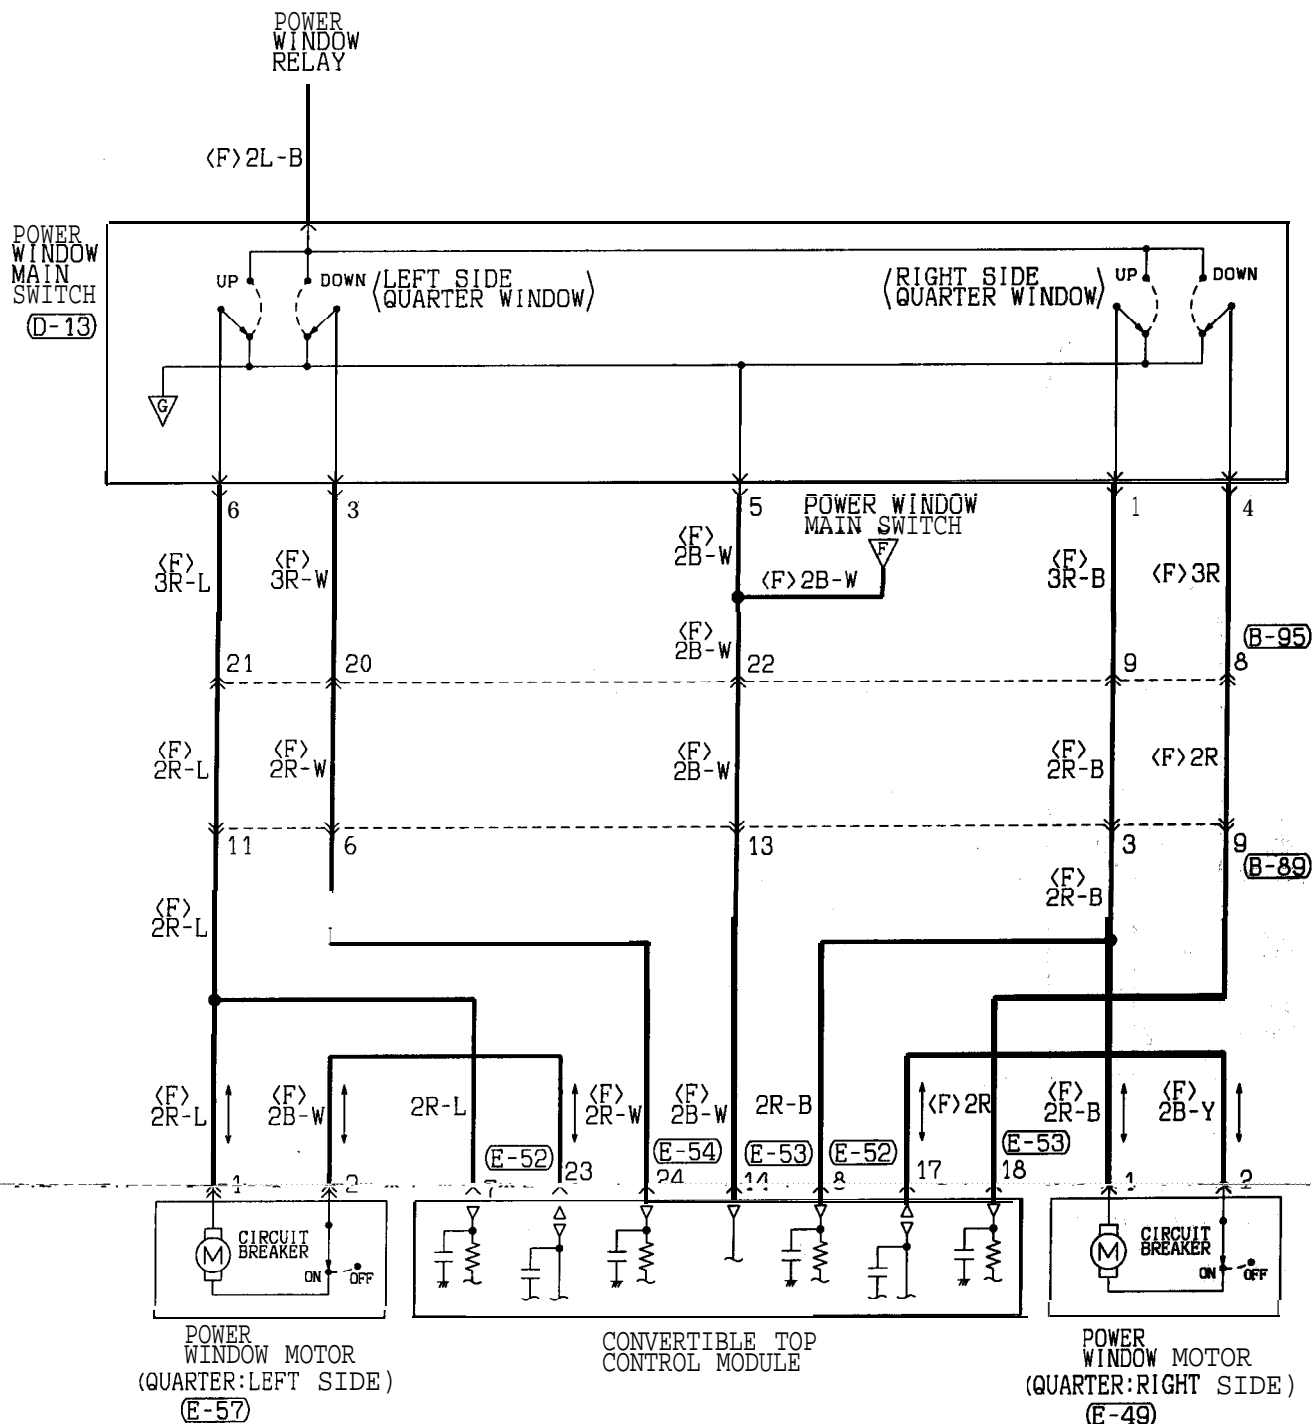 POWER
WINDOW
RELAY
⟨F⟩2L-B
POWER
WINDOW
MAIN
SWITCH
D-13
UP
DOWN
⟨LEFT SIDE
QUARTER WINDOW⟩
⟨RIGHT SIDE
QUARTER WINDOW⟩
UP
DOWN
G
6
3
5
POWER WINDOW
MAIN SWITCH
1
4
⟨F⟩
3R-L
⟨F⟩
3R-W
⟨F⟩
2B-W
F
⟨F⟩2B-W
⟨F⟩
3R-B
⟨F⟩3R
⟨F⟩
2B-W
B-95
21
20
22
9
8
⟨F⟩
2R-L
⟨F⟩
2R-W
⟨F⟩
2B-W
⟨F⟩
2R-B
⟨F⟩2R
11
6
13
3
9
B-89
⟨F⟩
2R-L
⟨F⟩
2R-B
⟨F⟩
2R-L
⟨F⟩
2B-W
2R-L
⟨F⟩
2R-W
⟨F⟩
2B-W
2R-B
⟨F⟩2R
⟨F⟩
2R-B
⟨F⟩
2B-Y
E-52
E-54
E-53
E-52
E-53
1
2
7
23
24
14
8
17
18
1
2
M
CIRCUIT
BREAKER
ON
OFF
M
CIRCUIT
BREAKER
ON
OFF
POWER
WINDOW MOTOR
(QUARTER:LEFT SIDE)
E-57
CONVERTIBLE TOP
CONTROL MODULE
POWER
WINDOW MOTOR
(QUARTER:RIGHT SIDE)
E-49